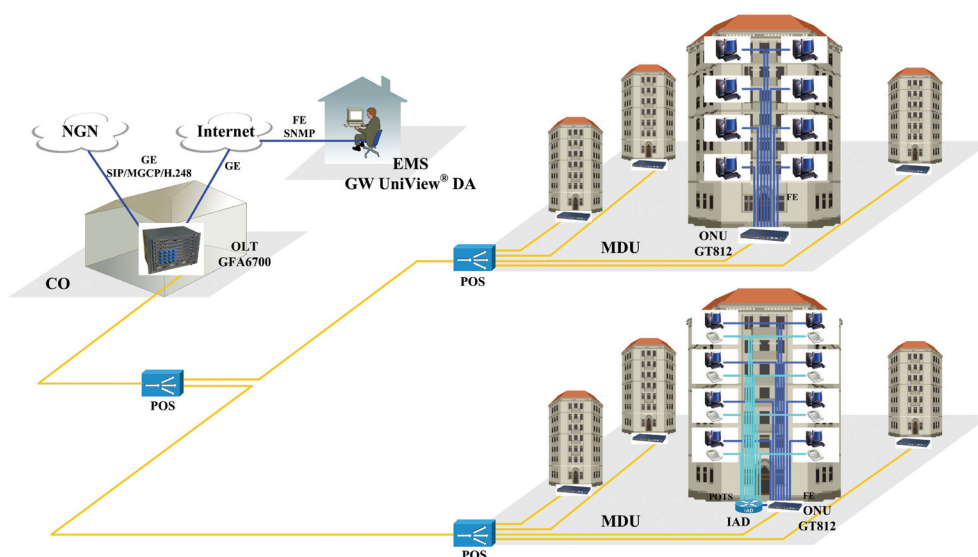 NGN
Internet
FE
SNMP
GE
SIP/MGCP/H.248
GE
EMS
GW UniView® DA
OLT
GFA6700
CO
POS
MDU
FE
ONU
GT812
POS
POTS
IAD
IAD
FE
ONU
GT812
MDU
POS